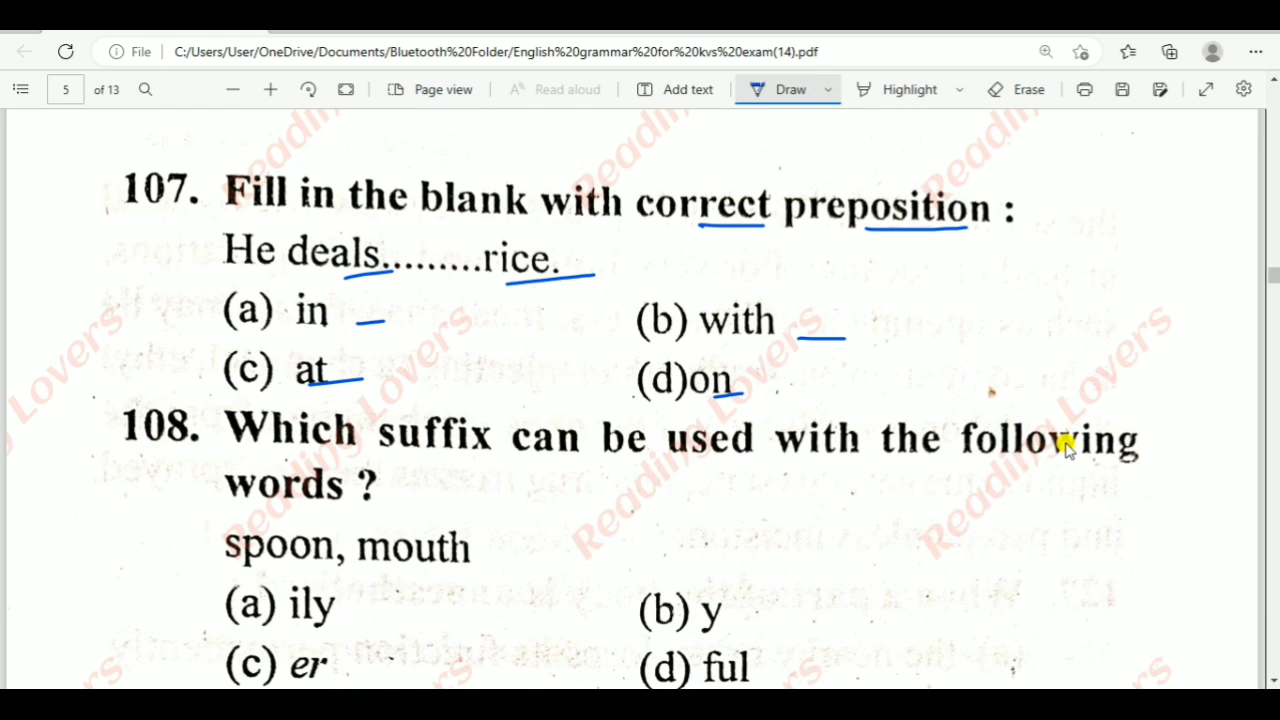 File C:/Users/User/OneDrive/Documents/Bluetooth%20Folder/English%20grammar%20for%20kvs%20exam(14).pdf
5 of 13 Page view Read aloud Add text Draw Highlight Erase
107. Fill in the blank with correct preposition :
He deals..........rice.
(a) in (b) with
(c) at (d)on
108. Which suffix can be used with the following
words ?
spoon, mouth
(a) ily (b) y
(c) er (d) ful
Reading Lovers